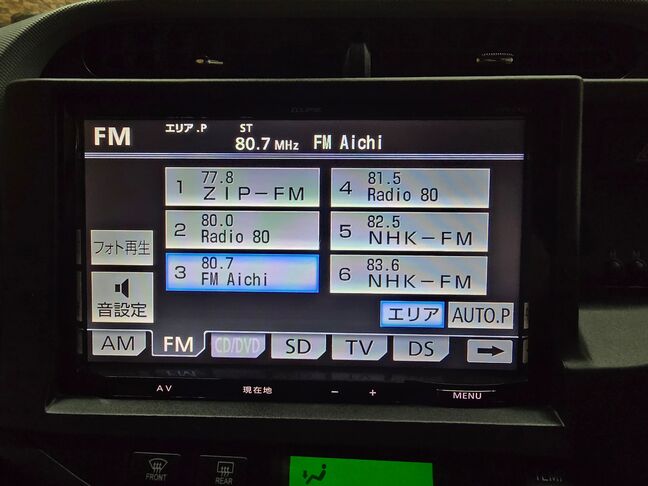 ECLIPSE
FM エリア.P ST 80.7 MHz FM Aichi
1 77.8 ZIP-FM
2 80.0 Radio 80
3 80.7 FM Aichi
4 81.5 Radio 80
5 82.5 NHK-FM
6 83.6 NHK-FM
フォト再生
音設定
エリア AUTO.P
AM FM CD/DVD SD TV DS →
AV 現在地 − + MENU
FRONT REAR
TEMP